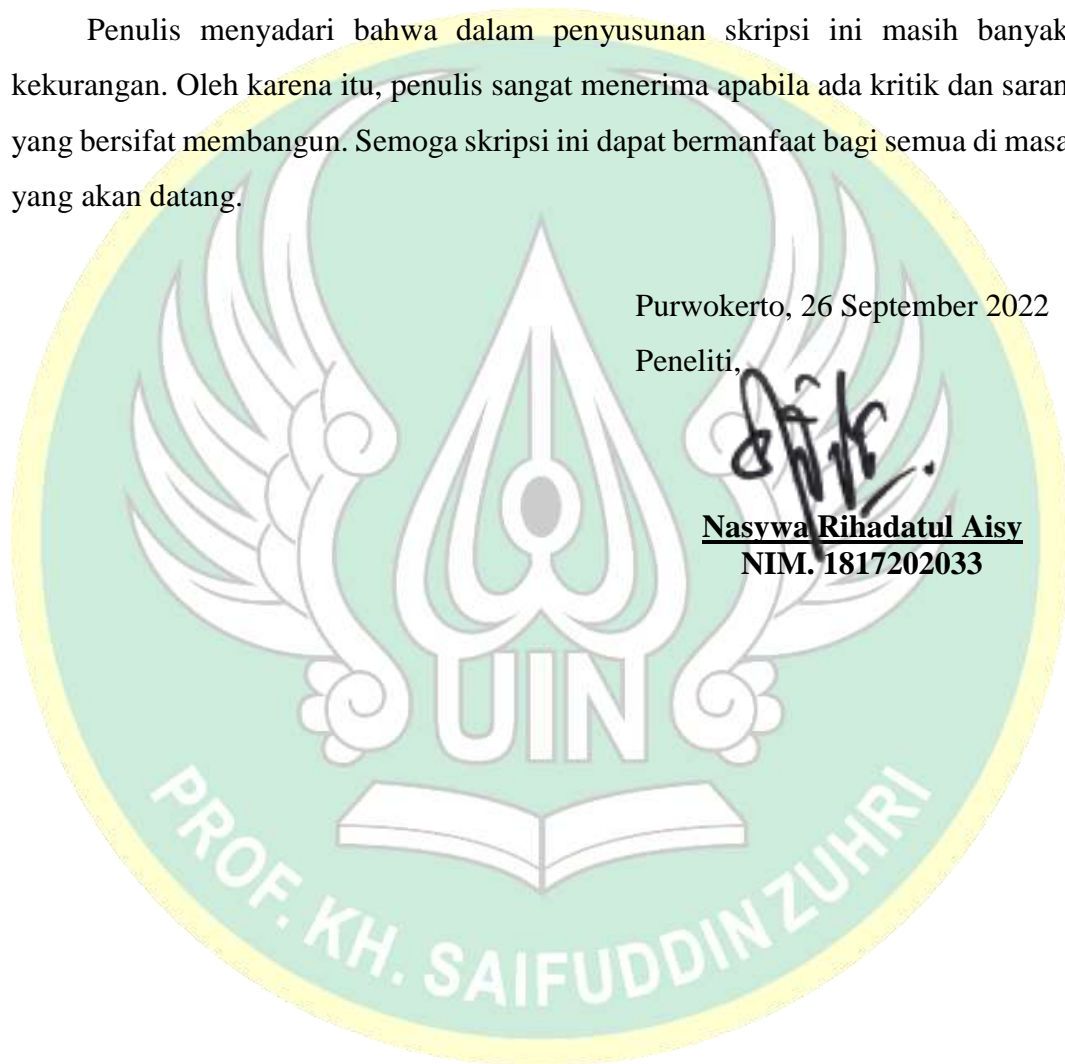 Penulis menyadari bahwa dalam penyusunan skripsi ini masih banyak
kekurangan. Oleh karena itu, penulis sangat menerima apabila ada kritik dan saran
yang bersifat membangun. Semoga skripsi ini dapat bermanfaat bagi semua di masa
yang akan datang.
Purwokerto, 26 September 2022
Peneliti,
Nasywa Rihadatul Aisy
NIM. 1817202033
UIN
PROF. KH. SAIFUDDIN ZUHRI